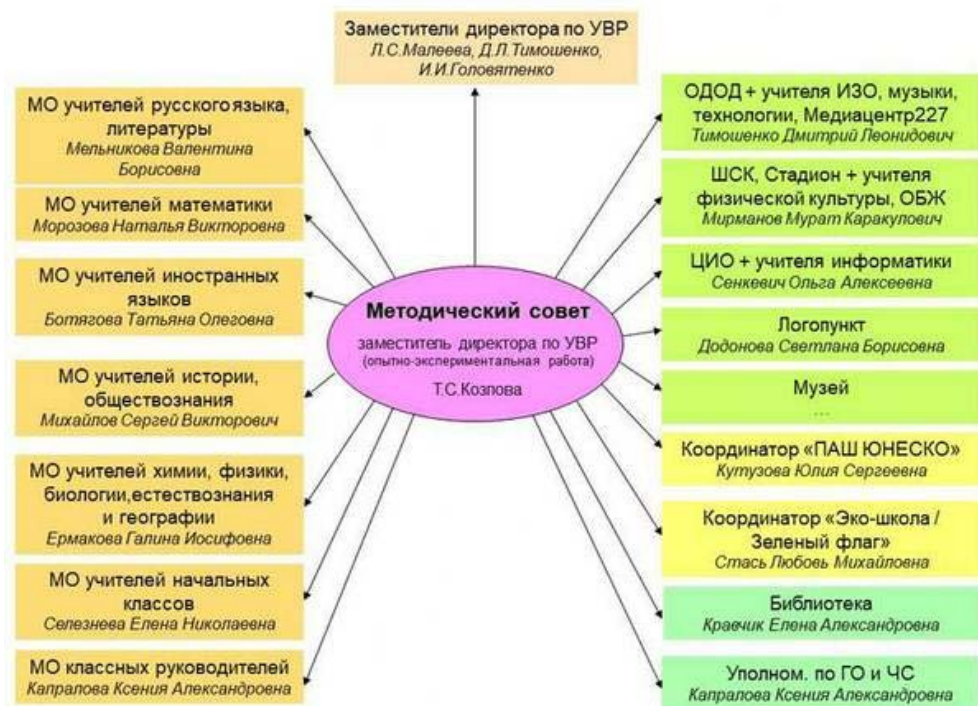 Заместители директора по УВР
Л.С.Малеева, Д.Л.Тимошенко,
И.И.Головятенко
МО учителей русского языка,
литературы
Мельникова Валентина
Борисовна
МО учителей математики
Морозова Наталья Викторовна
МО учителей иностранных
языков
Ботягова Татьяна Олеговна
МО учителей истории,
обществознания
Михайлов Сергей Викторович
МО учителей химии, физики,
биологии,естествознания
и географии
Ермакова Галина Иосифовна
МО учителей начальных
классов
Селезнева Елена Николаевна
МО классных руководителей
Капралова Ксения Александровна
Методический совет
заместитель директора по УВР
(опытно-экспериментальная работа)
Т.С.Козлова
ОДОД + учителя ИЗО, музыки,
технологии, Медиацентр227
Тимошенко Дмитрий Леонидович
ШСК, Стадион + учителя
физической культуры, ОБЖ
Мирманов Мурат Каракулович
ЦИО + учителя информатики
Сенкевич Ольга Алексеевна
Логопункт
Додонова Светлана Борисовна
Музей
...
Координатор «ПАШ ЮНЕСКО»
Кутузова Юлия Сергеевна
Координатор «Эко-школа /
Зеленый флаг»
Стась Любовь Михайловна
Библиотека
Кравчик Елена Александровна
Уполном. по ГО и ЧС
Капралова Ксения Александровна